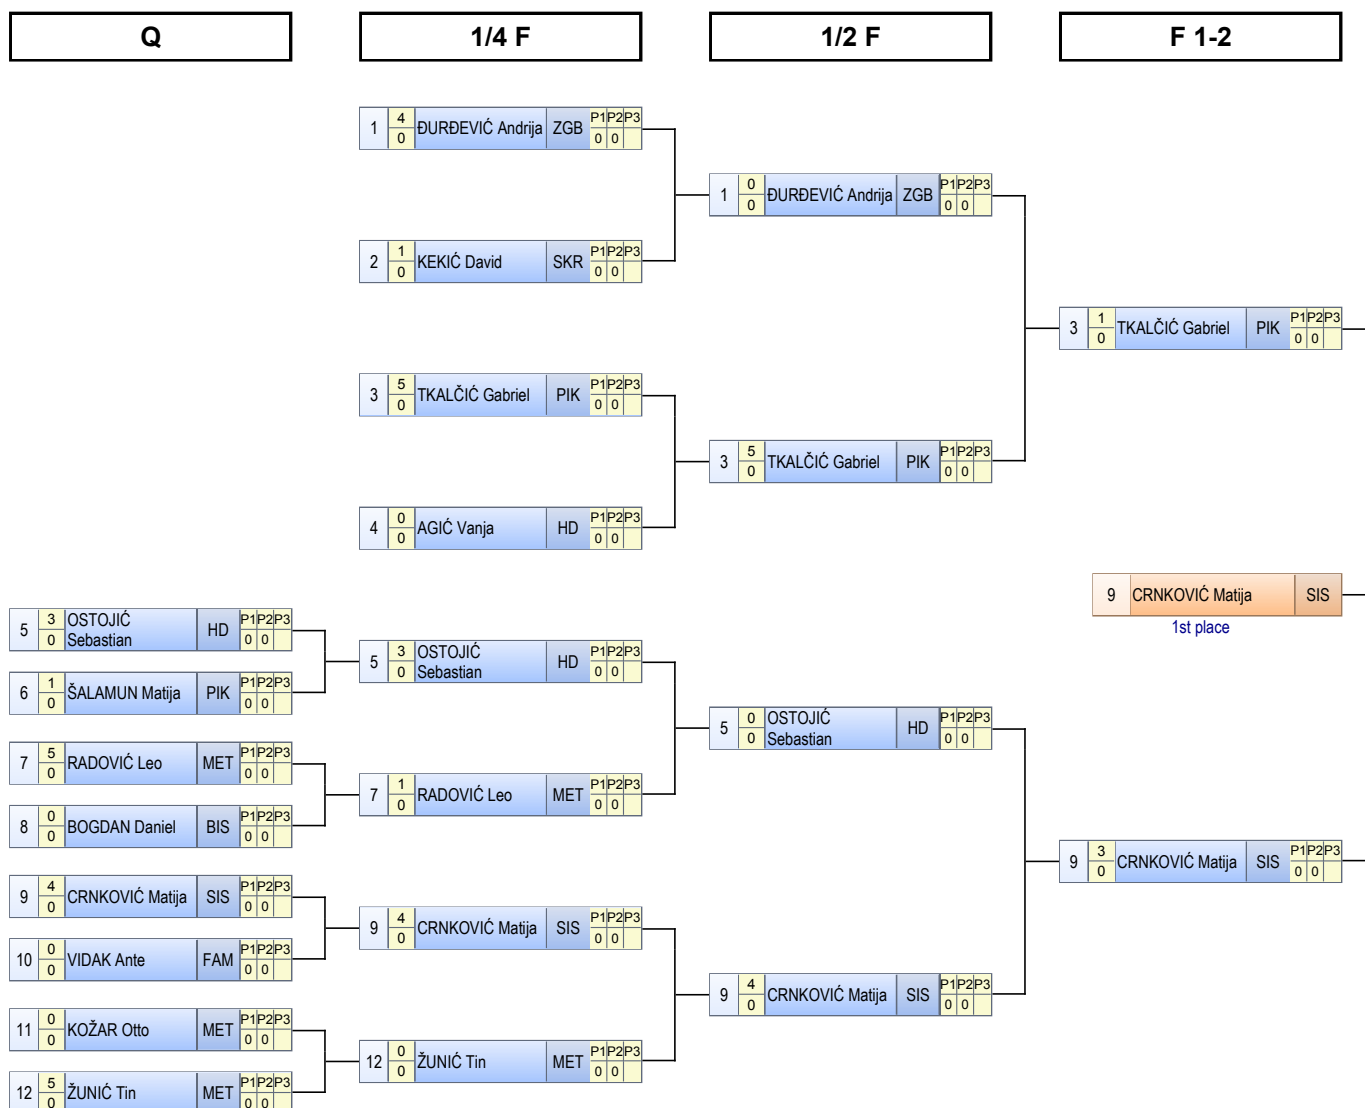 Q
1/4 F
1/2 F
F 1-2
1 4 ĐURĐEVIĆ Andrija ZGB P1 P2 P3
0 0 0
2 1 KEKIĆ David SKR P1 P2 P3
0 0 0
3 5 TKALČIĆ Gabriel PIK P1 P2 P3
0 0 0
4 0 AGIĆ Vanja HD P1 P2 P3
0 0 0
1 0 ĐURĐEVIĆ Andrija ZGB P1 P2 P3
0 0 0
3 5 TKALČIĆ Gabriel PIK P1 P2 P3
0 0 0
3 1 TKALČIĆ Gabriel PIK P1 P2 P3
0 0 0
9 CRNKOVIĆ Matija SIS
1st place
5 3 OSTOJIĆ HD P1 P2 P3
0 Sebastian 0 0
6 1 ŠALAMUN Matija PIK P1 P2 P3
0 0 0
7 5 RADOVIĆ Leo MET P1 P2 P3
0 0 0
8 0 BOGDAN Daniel BIS P1 P2 P3
0 0 0
9 4 CRNKOVIĆ Matija SIS P1 P2 P3
0 0 0
10 0 VIDAK Ante FAM P1 P2 P3
0 0 0
11 0 KOŽAR Otto MET P1 P2 P3
0 0 0
12 5 ŽUNIĆ Tin MET P1 P2 P3
0 0 0
5 3 OSTOJIĆ HD P1 P2 P3
0 Sebastian 0 0
7 1 RADOVIĆ Leo MET P1 P2 P3
0 0 0
9 4 CRNKOVIĆ Matija SIS P1 P2 P3
0 0 0
12 0 ŽUNIĆ Tin MET P1 P2 P3
0 0 0
5 0 OSTOJIĆ HD P1 P2 P3
0 Sebastian 0 0
9 4 CRNKOVIĆ Matija SIS P1 P2 P3
0 0 0
9 3 CRNKOVIĆ Matija SIS P1 P2 P3
0 0 0